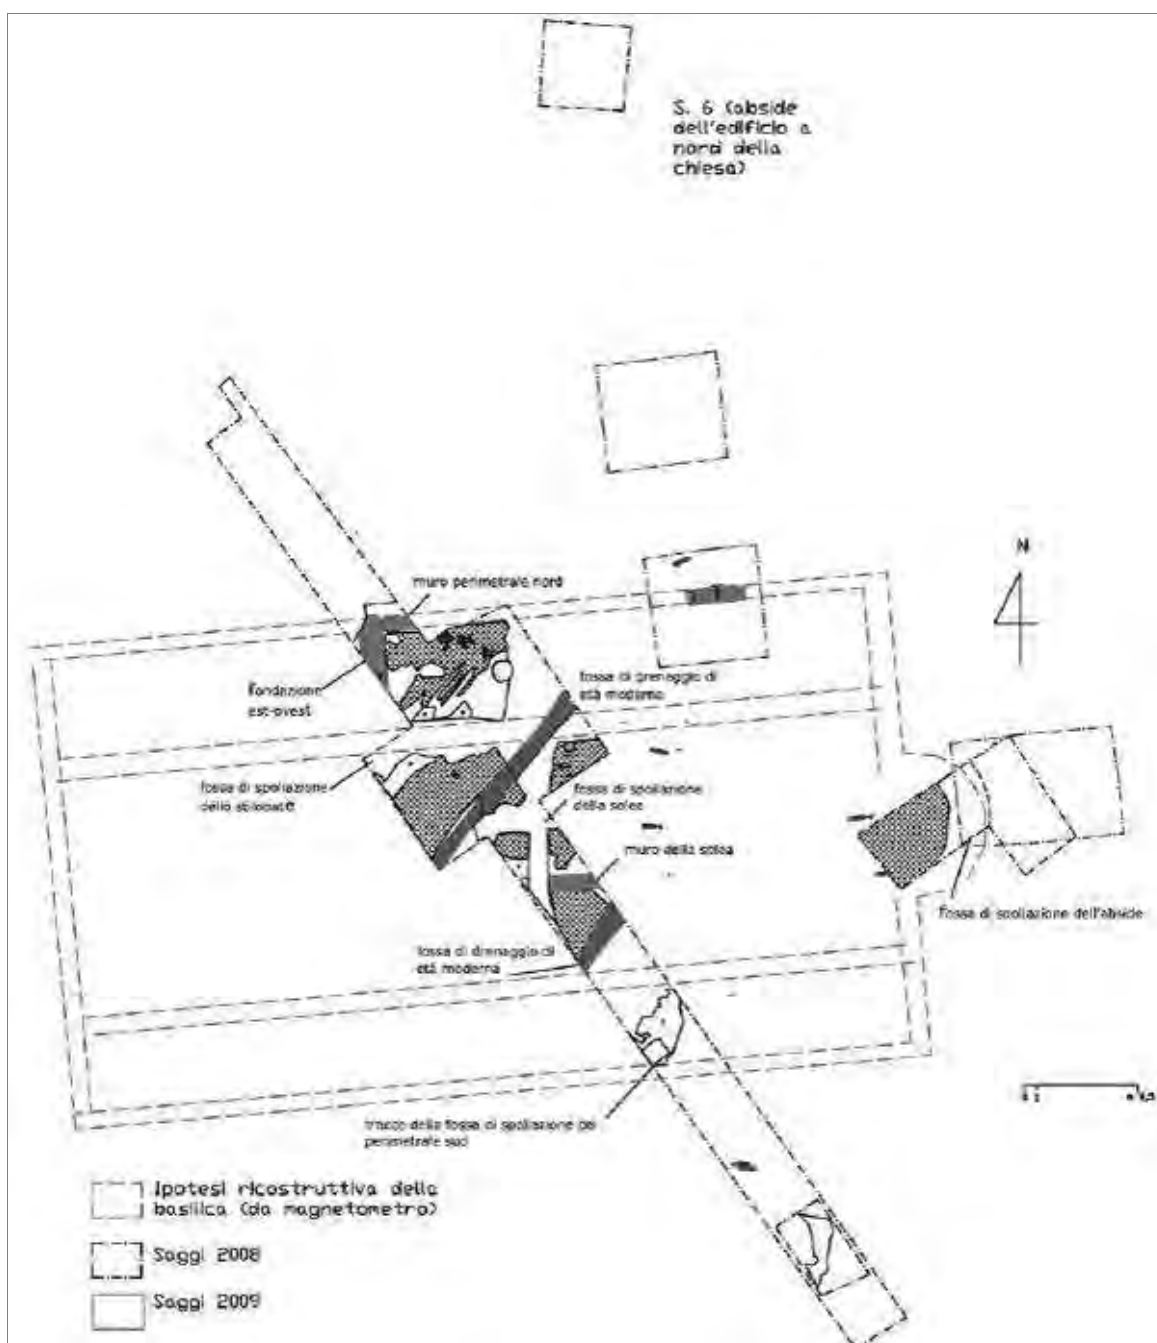 S. 6 (abside
dell'edificio a
nord della
chiesa)
N
muro perimetrale nord
fondazione
est-ovest
fossa di drenaggio di
età moderna
fossa di spoliazione
dello stilobate
fossa di spoliazione
della solea
muro della solea
fossa di spoliazione dell'abside
fossa di drenaggio di
età moderna
tracce della fossa di spoliazione del
perimetrale sud
Ipotesi ricostruttiva della
basilica (da magnetometro)
Saggi 2008
Saggi 2009